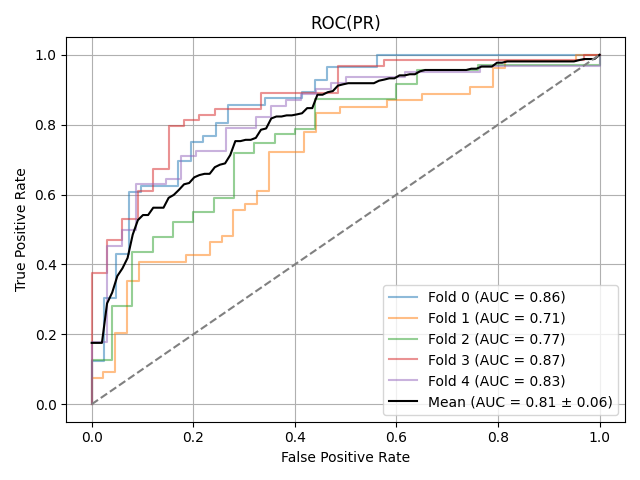 ROC(PR)
True Positive Rate
1.0
0.8
0.6
0.4
0.2
0.0
Fold 0 (AUC = 0.86)
Fold 1 (AUC = 0.71)
Fold 2 (AUC = 0.77)
Fold 3 (AUC = 0.87)
Fold 4 (AUC = 0.83)
Mean (AUC = 0.81 ± 0.06)
0.0 0.2 0.4 0.6 0.8 1.0
False Positive Rate